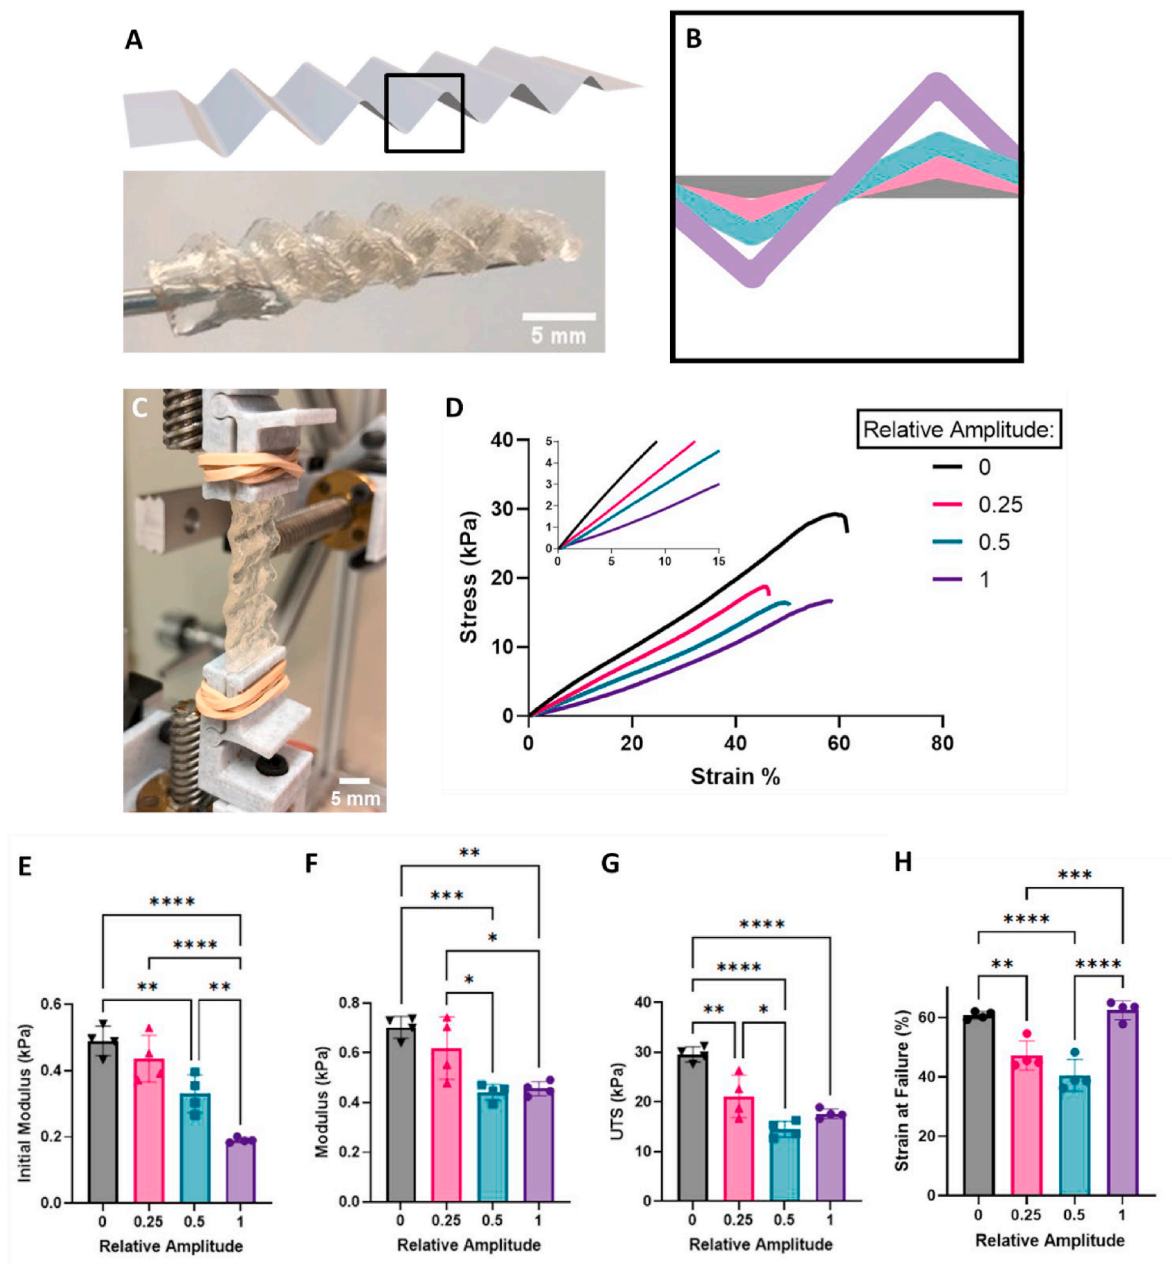 A
B
5 mm
C
5 mm
D
Relative Amplitude:
0
0.25
0.5
1
Stress (kPa)
40
30
20
10
0
5
4
3
2
1
0
0 5 10 15
0 20 40 60 80
Strain %
E
**** 
****
** **
Initial Modulus (kPa)
0.6
0.4
0.2
0.0
0 0.25 0.5 1
Relative Amplitude
F
**
***
*
*
Modulus (kPa)
0.8
0.6
0.4
0.2
0.0
0 0.25 0.5 1
Relative Amplitude
G
****
****
** *
UTS (kPa)
40
30
20
10
0
0 0.25 0.5 1
Relative Amplitude
H
***
****
** ****
Strain at Failure (%)
60
40
20
0
0 0.25 0.5 1
Relative Amplitude